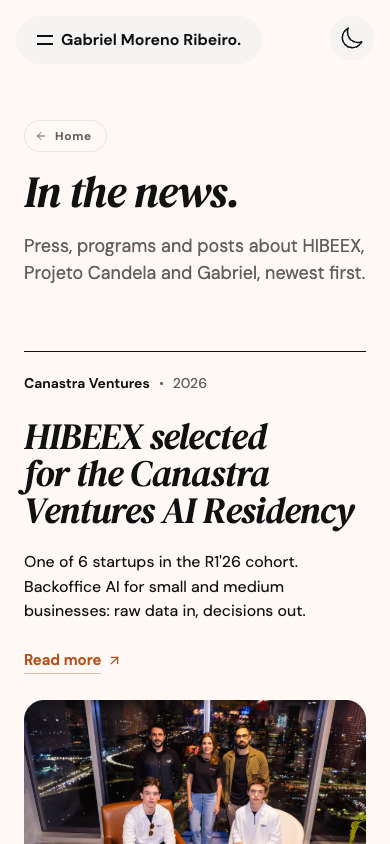 Gabriel Moreno Ribeiro.
← Home
In the news.
Press, programs and posts about HIBEEX,
Projeto Candela and Gabriel, newest first.
Canastra Ventures • 2026
HIBEEX selected
for the Canastra
Ventures AI Residency
One of 6 startups in the R1'26 cohort.
Backoffice AI for small and medium
businesses: raw data in, decisions out.
Read more ↗